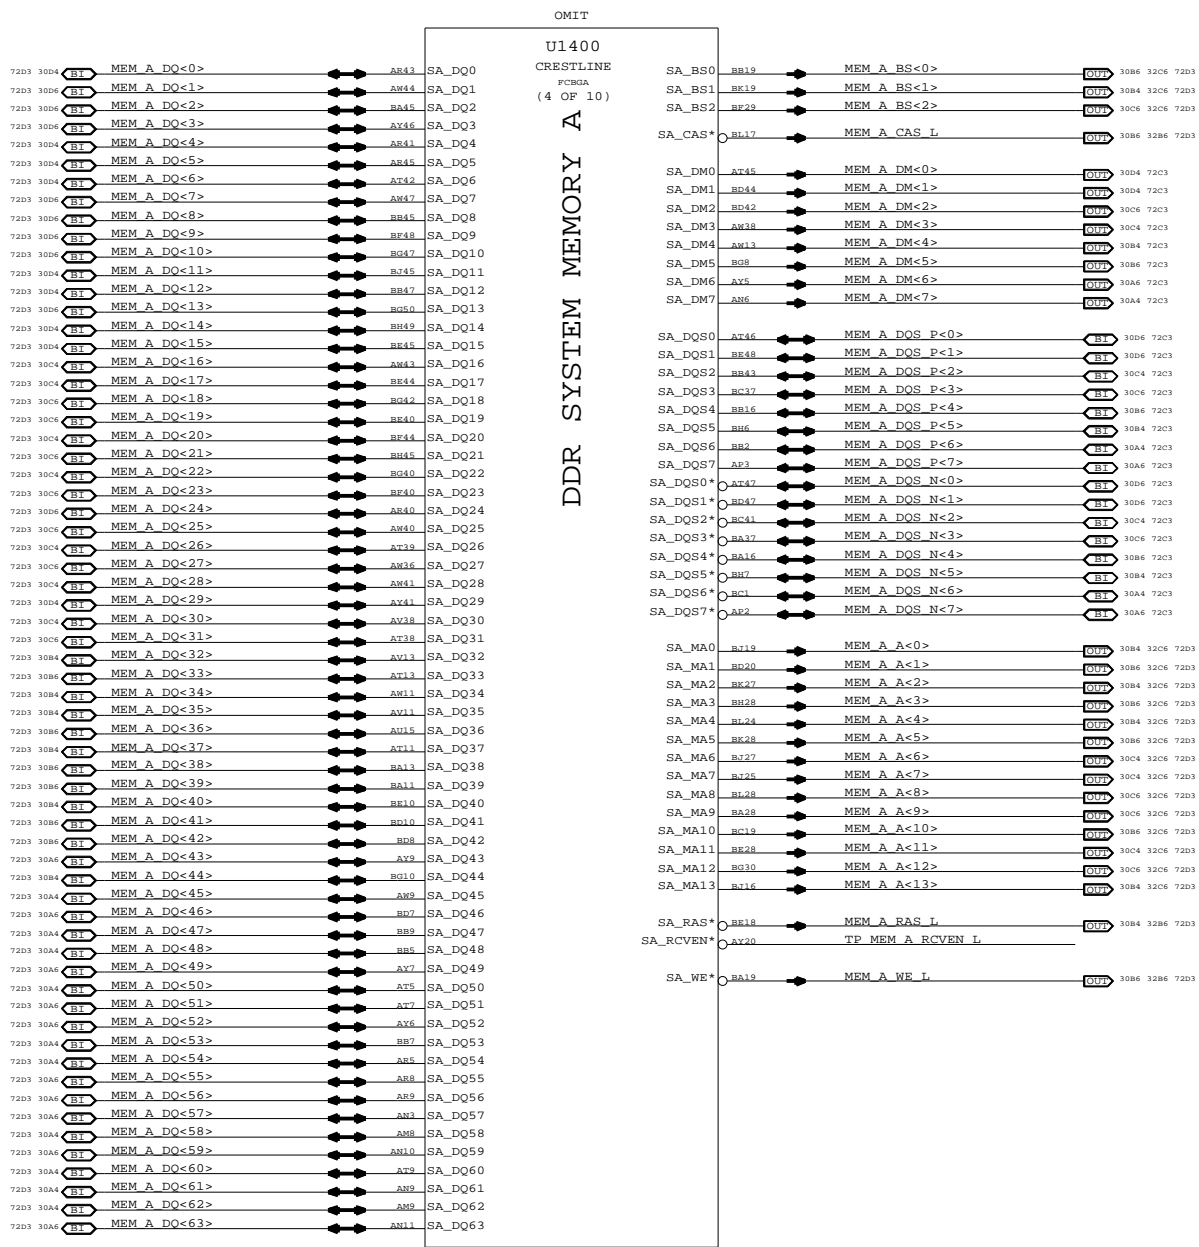 OMIT
U1400
CRESTLINE
FCBGA
(4 OF 10)
DDR SYSTEM MEMORY A
72D3 30D4 BI MEM_A_DQ<0> AR43 SA_DQ0
72D3 30D6 BI MEM_A_DQ<1> AW44 SA_DQ1
72D3 30D6 BI MEM_A_DQ<2> BA45 SA_DQ2
72D3 30D6 BI MEM_A_DQ<3> AY46 SA_DQ3
72D3 30D4 BI MEM_A_DQ<4> AR41 SA_DQ4
72D3 30D4 BI MEM_A_DQ<5> AR45 SA_DQ5
72D3 30D4 BI MEM_A_DQ<6> AT42 SA_DQ6
72D3 30D6 BI MEM_A_DQ<7> AW47 SA_DQ7
72D3 30D6 BI MEM_A_DQ<8> BB45 SA_DQ8
72D3 30D6 BI MEM_A_DQ<9> BF48 SA_DQ9
72D3 30D6 BI MEM_A_DQ<10> BG47 SA_DQ10
72D3 30D4 BI MEM_A_DQ<11> BJ45 SA_DQ11
72D3 30D4 BI MEM_A_DQ<12> BB47 SA_DQ12
72D3 30D6 BI MEM_A_DQ<13> BG50 SA_DQ13
72D3 30D4 BI MEM_A_DQ<14> BH49 SA_DQ14
72D3 30D4 BI MEM_A_DQ<15> BE45 SA_DQ15
72D3 30C4 BI MEM_A_DQ<16> AW43 SA_DQ16
72D3 30C4 BI MEM_A_DQ<17> BE44 SA_DQ17
72D3 30C6 BI MEM_A_DQ<18> BG42 SA_DQ18
72D3 30C6 BI MEM_A_DQ<19> BE40 SA_DQ19
72D3 30C4 BI MEM_A_DQ<20> BF44 SA_DQ20
72D3 30C6 BI MEM_A_DQ<21> BH45 SA_DQ21
72D3 30C4 BI MEM_A_DQ<22> BG40 SA_DQ22
72D3 30C6 BI MEM_A_DQ<23> BF40 SA_DQ23
72D3 30D6 BI MEM_A_DQ<24> AR40 SA_DQ24
72D3 30C6 BI MEM_A_DQ<25> AW40 SA_DQ25
72D3 30C4 BI MEM_A_DQ<26> AT39 SA_DQ26
72D3 30C6 BI MEM_A_DQ<27> AW36 SA_DQ27
72D3 30C4 BI MEM_A_DQ<28> AW41 SA_DQ28
72D3 30D4 BI MEM_A_DQ<29> AY41 SA_DQ29
72D3 30C4 BI MEM_A_DQ<30> AV38 SA_DQ30
72D3 30C6 BI MEM_A_DQ<31> AT38 SA_DQ31
72D3 30B4 BI MEM_A_DQ<32> AV13 SA_DQ32
72D3 30B6 BI MEM_A_DQ<33> AT13 SA_DQ33
72D3 30B4 BI MEM_A_DQ<34> AW11 SA_DQ34
72D3 30B4 BI MEM_A_DQ<35> AV11 SA_DQ35
72D3 30B6 BI MEM_A_DQ<36> AU15 SA_DQ36
72D3 30B4 BI MEM_A_DQ<37> AT11 SA_DQ37
72D3 30B6 BI MEM_A_DQ<38> BA13 SA_DQ38
72D3 30B6 BI MEM_A_DQ<39> BA11 SA_DQ39
72D3 30B4 BI MEM_A_DQ<40> BE10 SA_DQ40
72D3 30B6 BI MEM_A_DQ<41> BD10 SA_DQ41
72D3 30B6 BI MEM_A_DQ<42> BD8 SA_DQ42
72D3 30A6 BI MEM_A_DQ<43> AY9 SA_DQ43
72D3 30B4 BI MEM_A_DQ<44> BG10 SA_DQ44
72D3 30A4 BI MEM_A_DQ<45> AW9 SA_DQ45
72D3 30A6 BI MEM_A_DQ<46> BD7 SA_DQ46
72D3 30A4 BI MEM_A_DQ<47> BB9 SA_DQ47
72D3 30A4 BI MEM_A_DQ<48> BB5 SA_DQ48
72D3 30A6 BI MEM_A_DQ<49> AY7 SA_DQ49
72D3 30A4 BI MEM_A_DQ<50> AT5 SA_DQ50
72D3 30A6 BI MEM_A_DQ<51> AT7 SA_DQ51
72D3 30A6 BI MEM_A_DQ<52> AY6 SA_DQ52
72D3 30A4 BI MEM_A_DQ<53> BB7 SA_DQ53
72D3 30A4 BI MEM_A_DQ<54> AR5 SA_DQ54
72D3 30A6 BI MEM_A_DQ<55> AR8 SA_DQ55
72D3 30A6 BI MEM_A_DQ<56> AR9 SA_DQ56
72D3 30A6 BI MEM_A_DQ<57> AN3 SA_DQ57
72D3 30A4 BI MEM_A_DQ<58> AM8 SA_DQ58
72D3 30A6 BI MEM_A_DQ<59> AN10 SA_DQ59
72D3 30A4 BI MEM_A_DQ<60> AT9 SA_DQ60
72D3 30A4 BI MEM_A_DQ<61> AN9 SA_DQ61
72D3 30A4 BI MEM_A_DQ<62> AM9 SA_DQ62
72D3 30A6 BI MEM_A_DQ<63> AN11 SA_DQ63
SA_BS0 BB19 MEM_A_BS<0> OUT 30B6 32C6 72D3
SA_BS1 BK19 MEM_A_BS<1> OUT 30B4 32C6 72D3
SA_BS2 BF29 MEM_A_BS<2> OUT 30C6 32C6 72D3
SA_CAS* BL17 MEM_A_CAS_L OUT 30B6 32B6 72D3
SA_DM0 AT45 MEM_A_DM<0> OUT 30D4 72C3
SA_DM1 BD44 MEM_A_DM<1> OUT 30D4 72C3
SA_DM2 BD42 MEM_A_DM<2> OUT 30C6 72C3
SA_DM3 AW38 MEM_A_DM<3> OUT 30C4 72C3
SA_DM4 AW13 MEM_A_DM<4> OUT 30B4 72C3
SA_DM5 BG8 MEM_A_DM<5> OUT 30B6 72C3
SA_DM6 AY5 MEM_A_DM<6> OUT 30A6 72C3
SA_DM7 AN6 MEM_A_DM<7> OUT 30A4 72C3
SA_DQS0 AT46 MEM_A_DQS_P<0> BI 30D6 72C3
SA_DQS1 BE48 MEM_A_DQS_P<1> BI 30D6 72C3
SA_DQS2 BB43 MEM_A_DQS_P<2> BI 30C4 72C3
SA_DQS3 BC37 MEM_A_DQS_P<3> BI 30C6 72C3
SA_DQS4 BB16 MEM_A_DQS_P<4> BI 30B6 72C3
SA_DQS5 BH6 MEM_A_DQS_P<5> BI 30B4 72C3
SA_DQS6 BB2 MEM_A_DQS_P<6> BI 30A4 72C3
SA_DQS7 AP3 MEM_A_DQS_P<7> BI 30A6 72C3
SA_DQS0* AT47 MEM_A_DQS_N<0> BI 30D6 72C3
SA_DQS1* BD47 MEM_A_DQS_N<1> BI 30D6 72C3
SA_DQS2* BC41 MEM_A_DQS_N<2> BI 30C4 72C3
SA_DQS3* BA37 MEM_A_DQS_N<3> BI 30C6 72C3
SA_DQS4* BA16 MEM_A_DQS_N<4> BI 30B6 72C3
SA_DQS5* BH7 MEM_A_DQS_N<5> BI 30B4 72C3
SA_DQS6* BC1 MEM_A_DQS_N<6> BI 30A4 72C3
SA_DQS7* AP2 MEM_A_DQS_N<7> BI 30A6 72C3
SA_MA0 BJ19 MEM_A_A<0> OUT 30B4 32C6 72D3
SA_MA1 BD20 MEM_A_A<1> OUT 30B6 32C6 72D3
SA_MA2 BK27 MEM_A_A<2> OUT 30B4 32C6 72D3
SA_MA3 BH28 MEM_A_A<3> OUT 30B6 32C6 72D3
SA_MA4 BL24 MEM_A_A<4> OUT 30B4 32C6 72D3
SA_MA5 BK28 MEM_A_A<5> OUT 30B6 32C6 72D3
SA_MA6 BJ27 MEM_A_A<6> OUT 30C4 32C6 72D3
SA_MA7 BJ25 MEM_A_A<7> OUT 30C4 32C6 72D3
SA_MA8 BL28 MEM_A_A<8> OUT 30C6 32C6 72D3
SA_MA9 BA28 MEM_A_A<9> OUT 30C6 32C6 72D3
SA_MA10 BC19 MEM_A_A<10> OUT 30B6 32C6 72D3
SA_MA11 BE28 MEM_A_A<11> OUT 30C4 32C6 72D3
SA_MA12 BG30 MEM_A_A<12> OUT 30C6 32C6 72D3
SA_MA13 BJ16 MEM_A_A<13> OUT 30B4 32C6 72D3
SA_RAS* BE18 MEM_A_RAS_L OUT 30B4 32B6 72D3
SA_RCVEN* AY20 TP_MEM_A_RCVEN_L
SA_WE* BA19 MEM_A_WE_L OUT 30B6 32B6 72D3